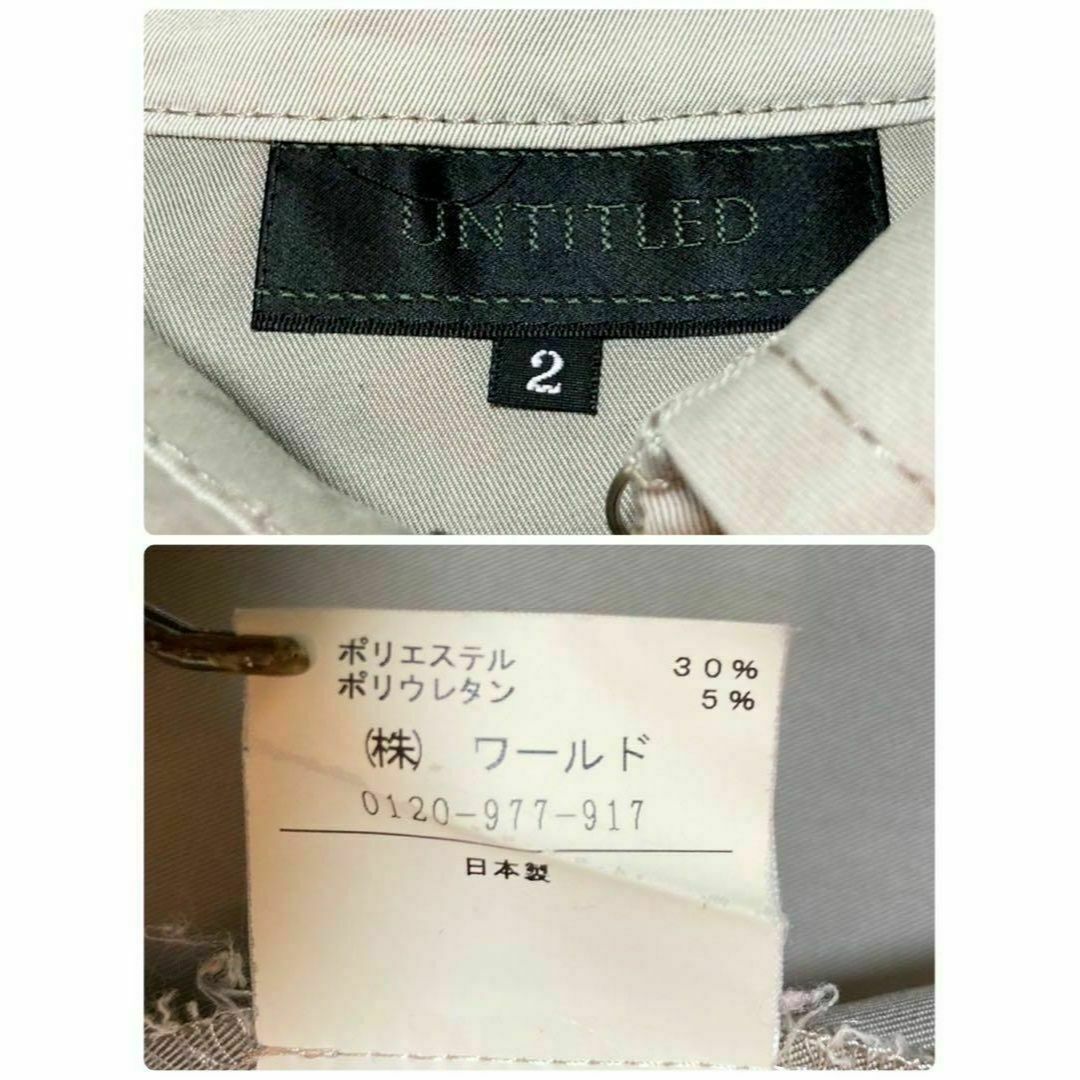 UNTITLED
2
ポリエステル 30%
ポリウレタン 5%
(株) ワールド
0120-977-917
日本製